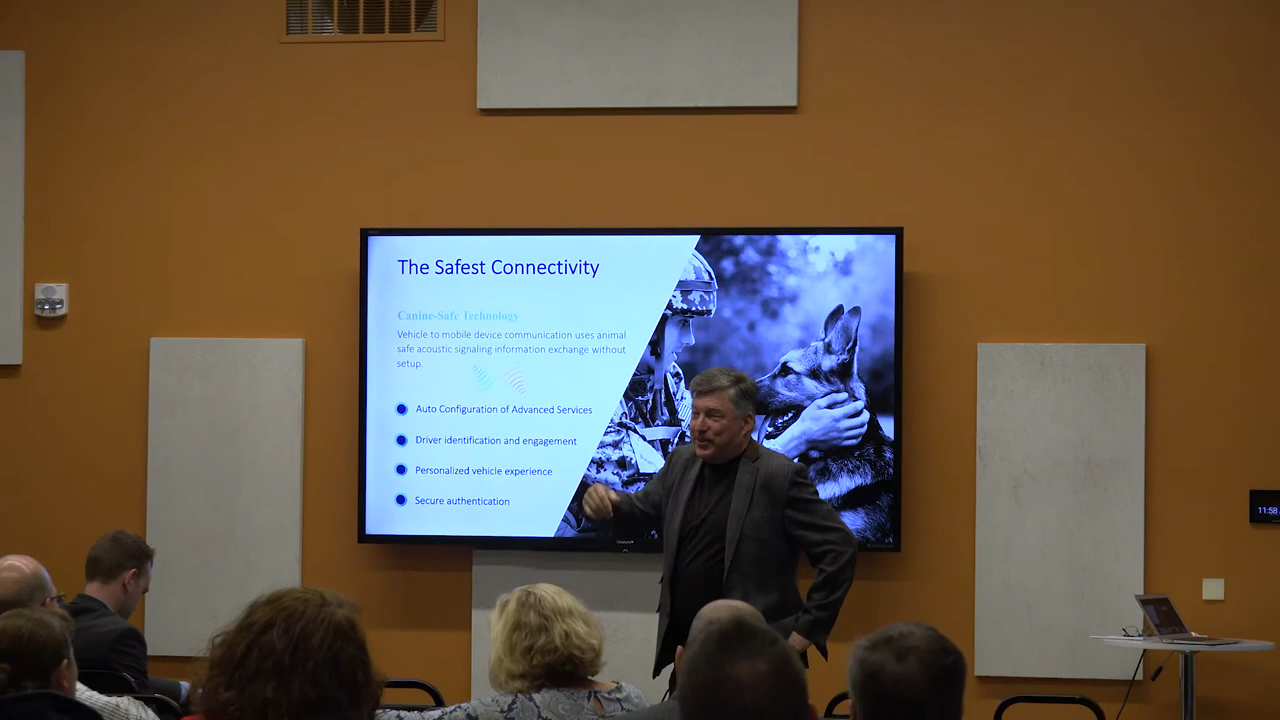 The Safest Connectivity
Canine-Safe Technology
Vehicle to mobile device communication uses animal
safe acoustic signaling information exchange without
setup.
Auto Configuration of Advanced Services
Driver identification and engagement
Personalized vehicle experience
Secure authentication
11:58